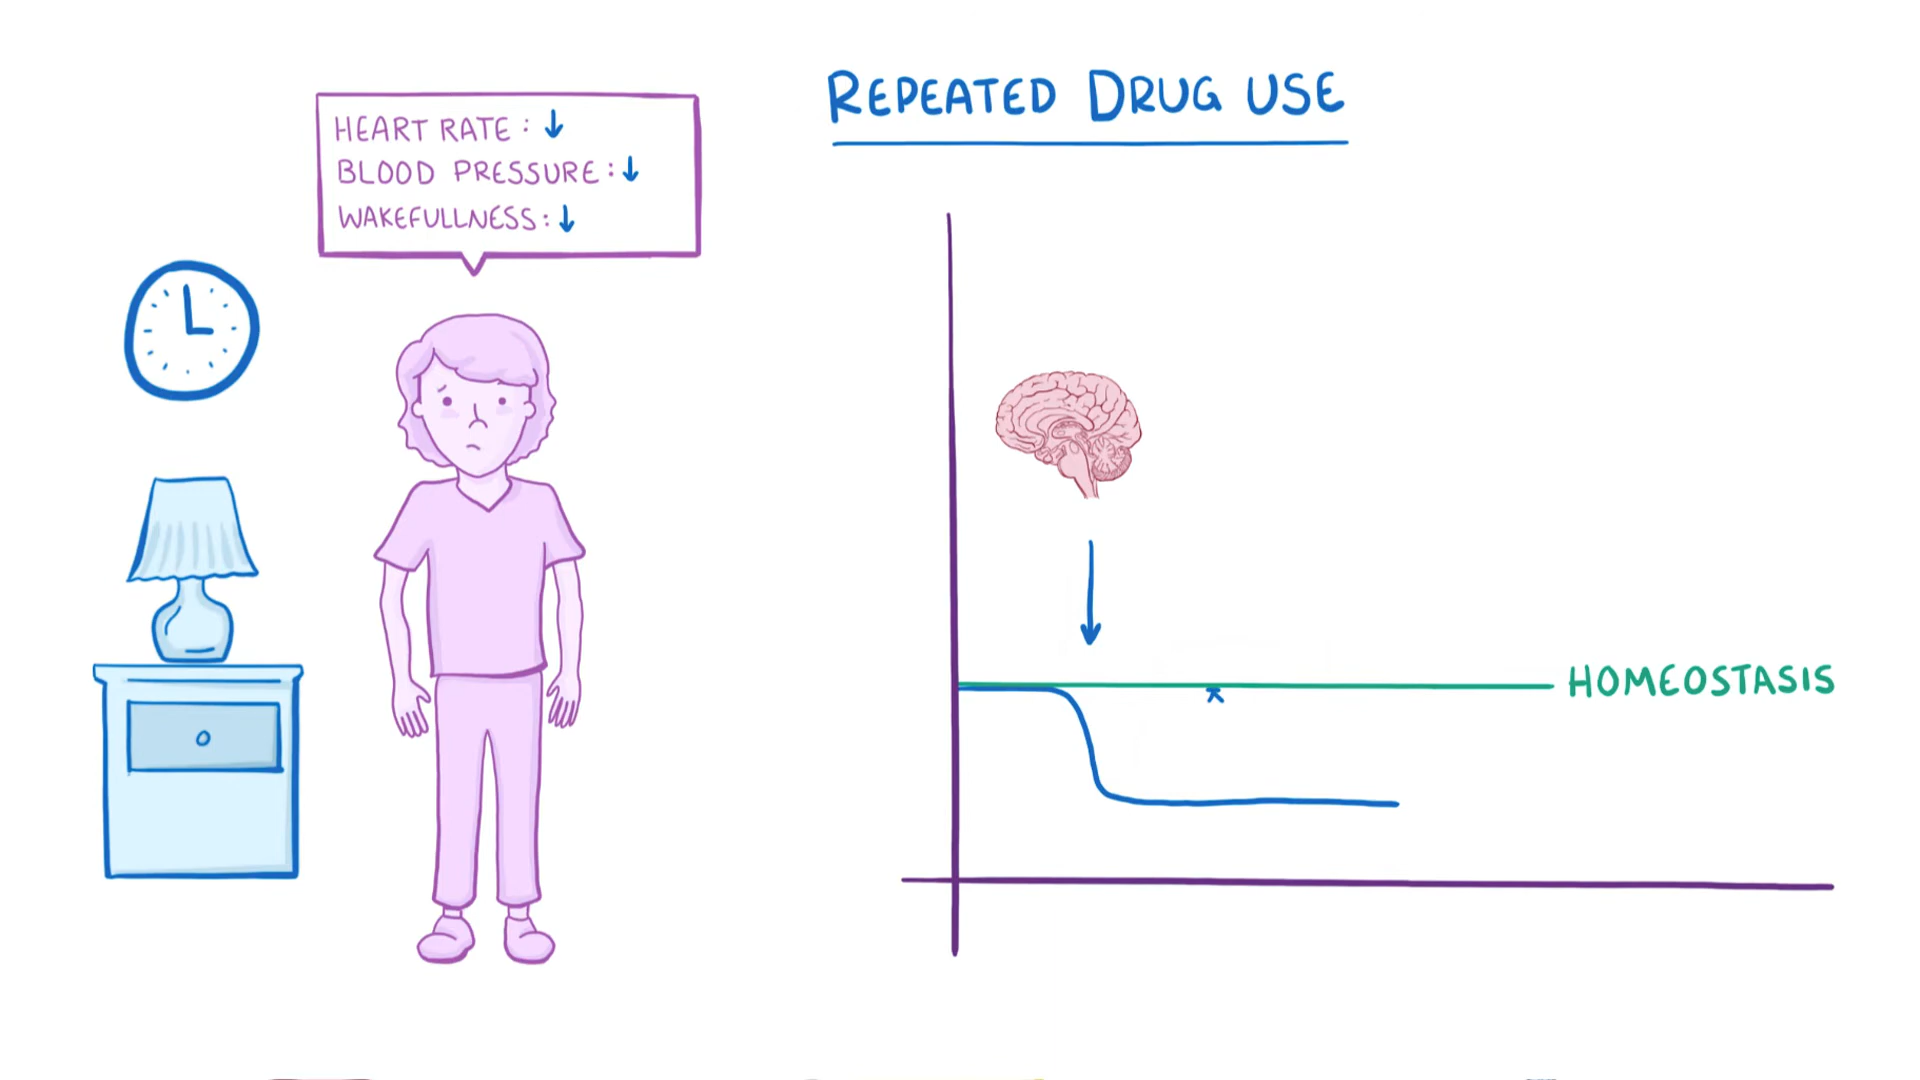 REPEATED DRUG USE
HEART RATE: ↓
BLOOD PRESSURE: ↓
WAKEFULLNESS: ↓
HOMEOSTASIS